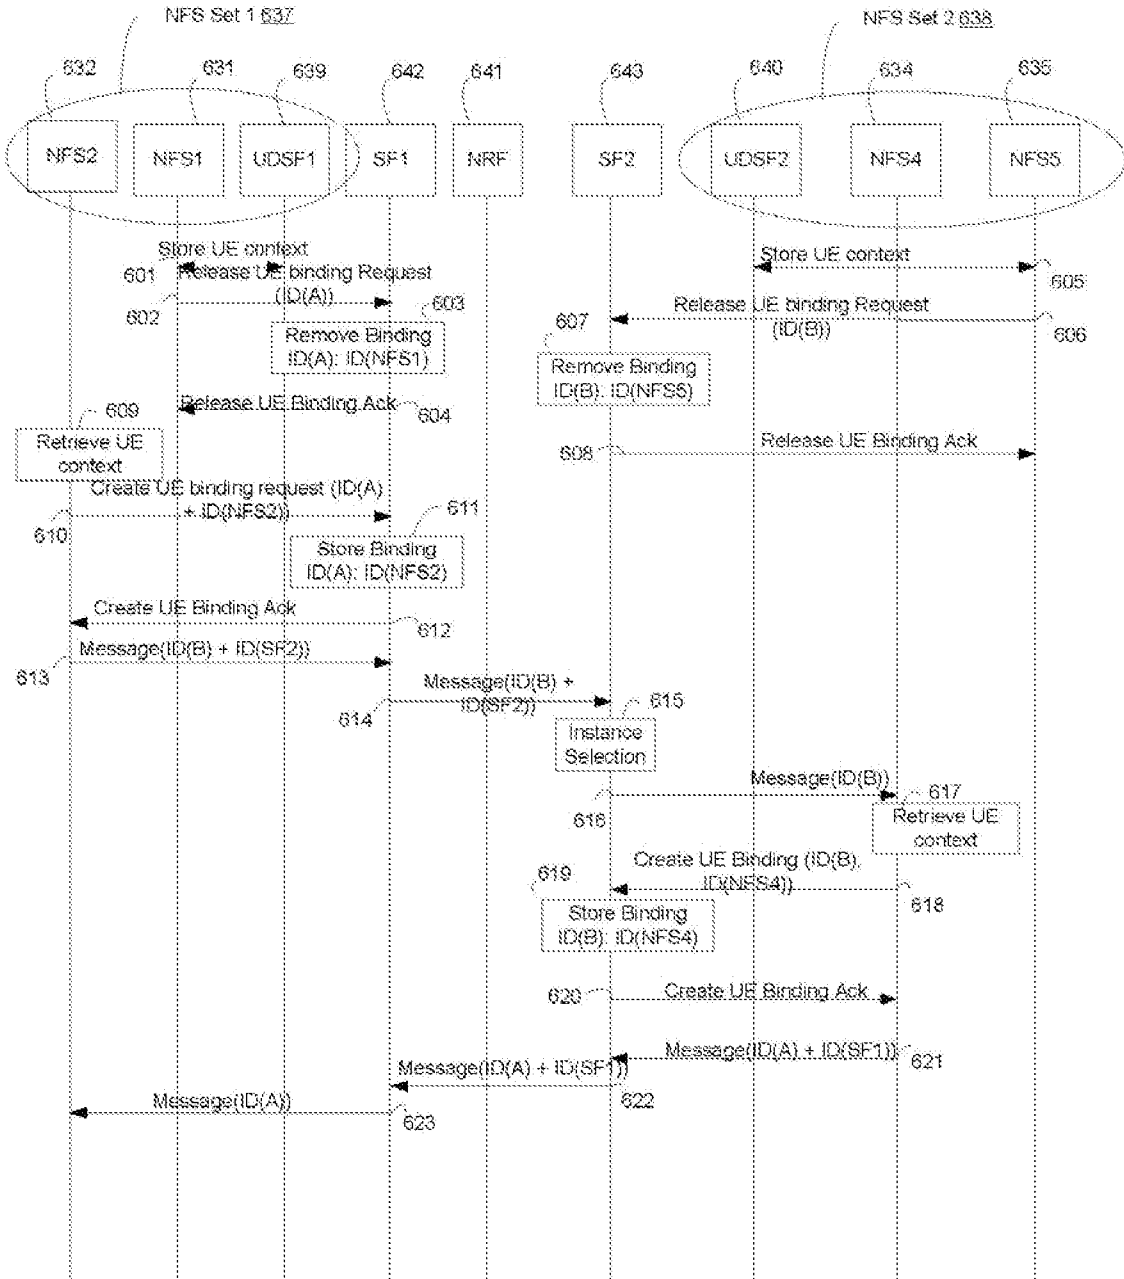 NFS Set 1 637
NFS Set 2 638
632
631
639
642
641
643
640
634
635
NFS2
NFS1
UDSF1
SF1
NRF
SF2
UDSF2
NFS4
NFS5
Store UE context
601
Release UE binding Request
(ID(A))
602
603
Remove Binding
ID(A): ID(NFS1)
Store UE context
605
Release UE binding Request
(ID(B))
606
607
Remove Binding
ID(B): ID(NFS5)
Release UE Binding Ack
604
609
Retrieve UE
context
608
Release UE Binding Ack
Create UE binding request (ID(A)
+ ID(NFS2))
610
611
Store Binding
ID(A): ID(NFS2)
Create UE Binding Ack
612
Message(ID(B) + ID(SF2))
613
Message(ID(B) +
ID(SF2))
614
615
Instance
Selection
Message(ID(B))
616
617
Retrieve UE
context
Create UE Binding (ID(B),
ID(NFS4))
618
619
Store Binding
ID(B): ID(NFS4)
620
Create UE Binding Ack
Message(ID(A) + ID(SF1))
621
Message(ID(A) + ID(SF1))
622
Message(ID(A))
623